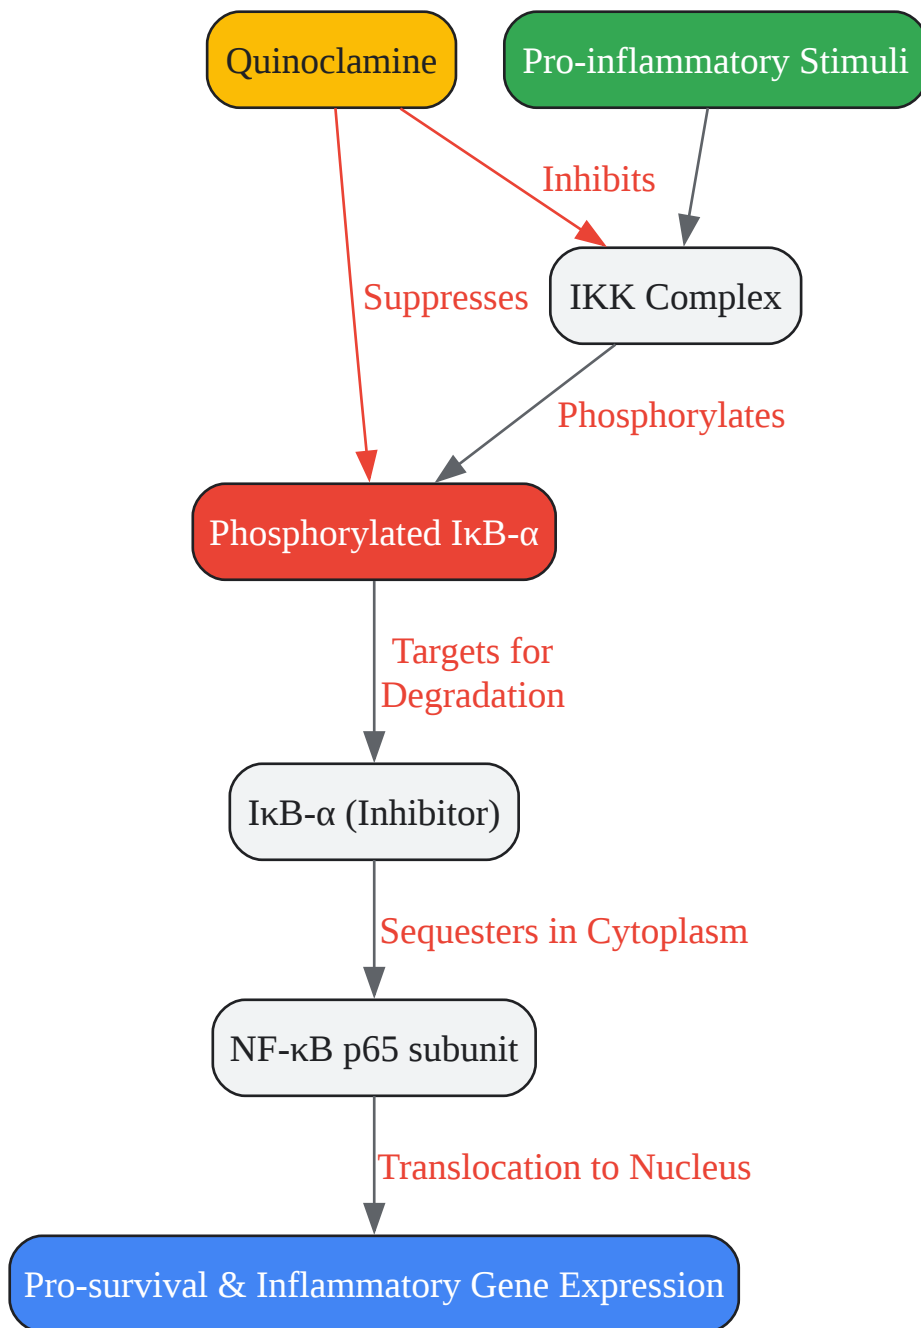 Quinoclamine
Pro-inflammatory Stimuli
Inhibits
Suppresses
IKK Complex
Phosphorylates
Phosphorylated IκB-α
Targets for
Degradation
IκB-α (Inhibitor)
Sequesters in Cytoplasm
NF-κB p65 subunit
Translocation to Nucleus
Pro-survival & Inflammatory Gene Expression